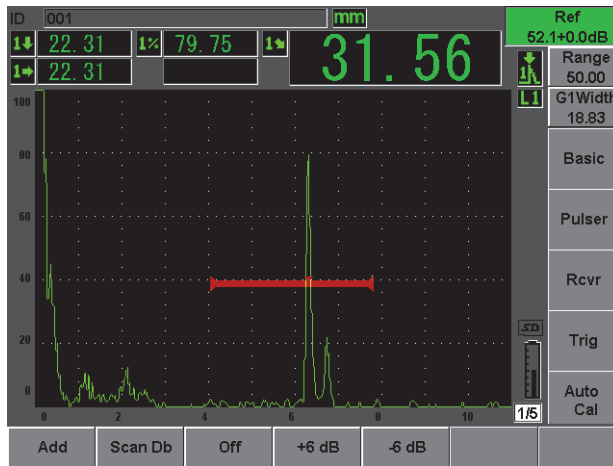 ID 001 mm Ref
52.1+0.0dB
22.31 1% 79.75 31.56
22.31
Range
50.00
L1 G1Width
18.83
Basic
Pulser
Rcvr
Trig
Auto
Cal
SD
1/5
100
80
60
40
20
0
0 2 4 6 8 10
Add Scan Db Off +6 dB -6 dB